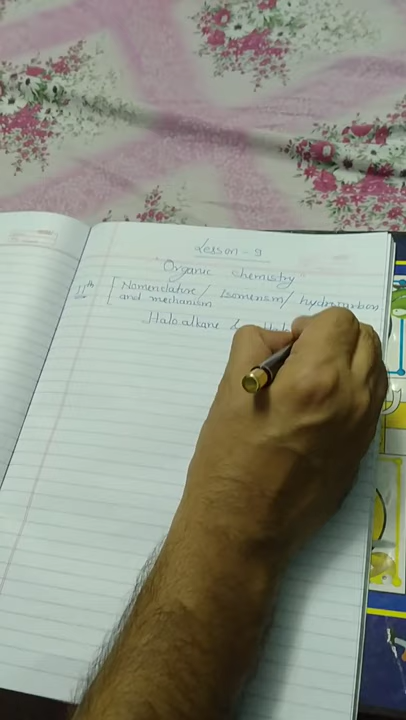 Lesson - 9
"Organic chemistry"
11th [ Nomenclature / Isomerism / hydrocarbon
and mechanism
Halo alkane &